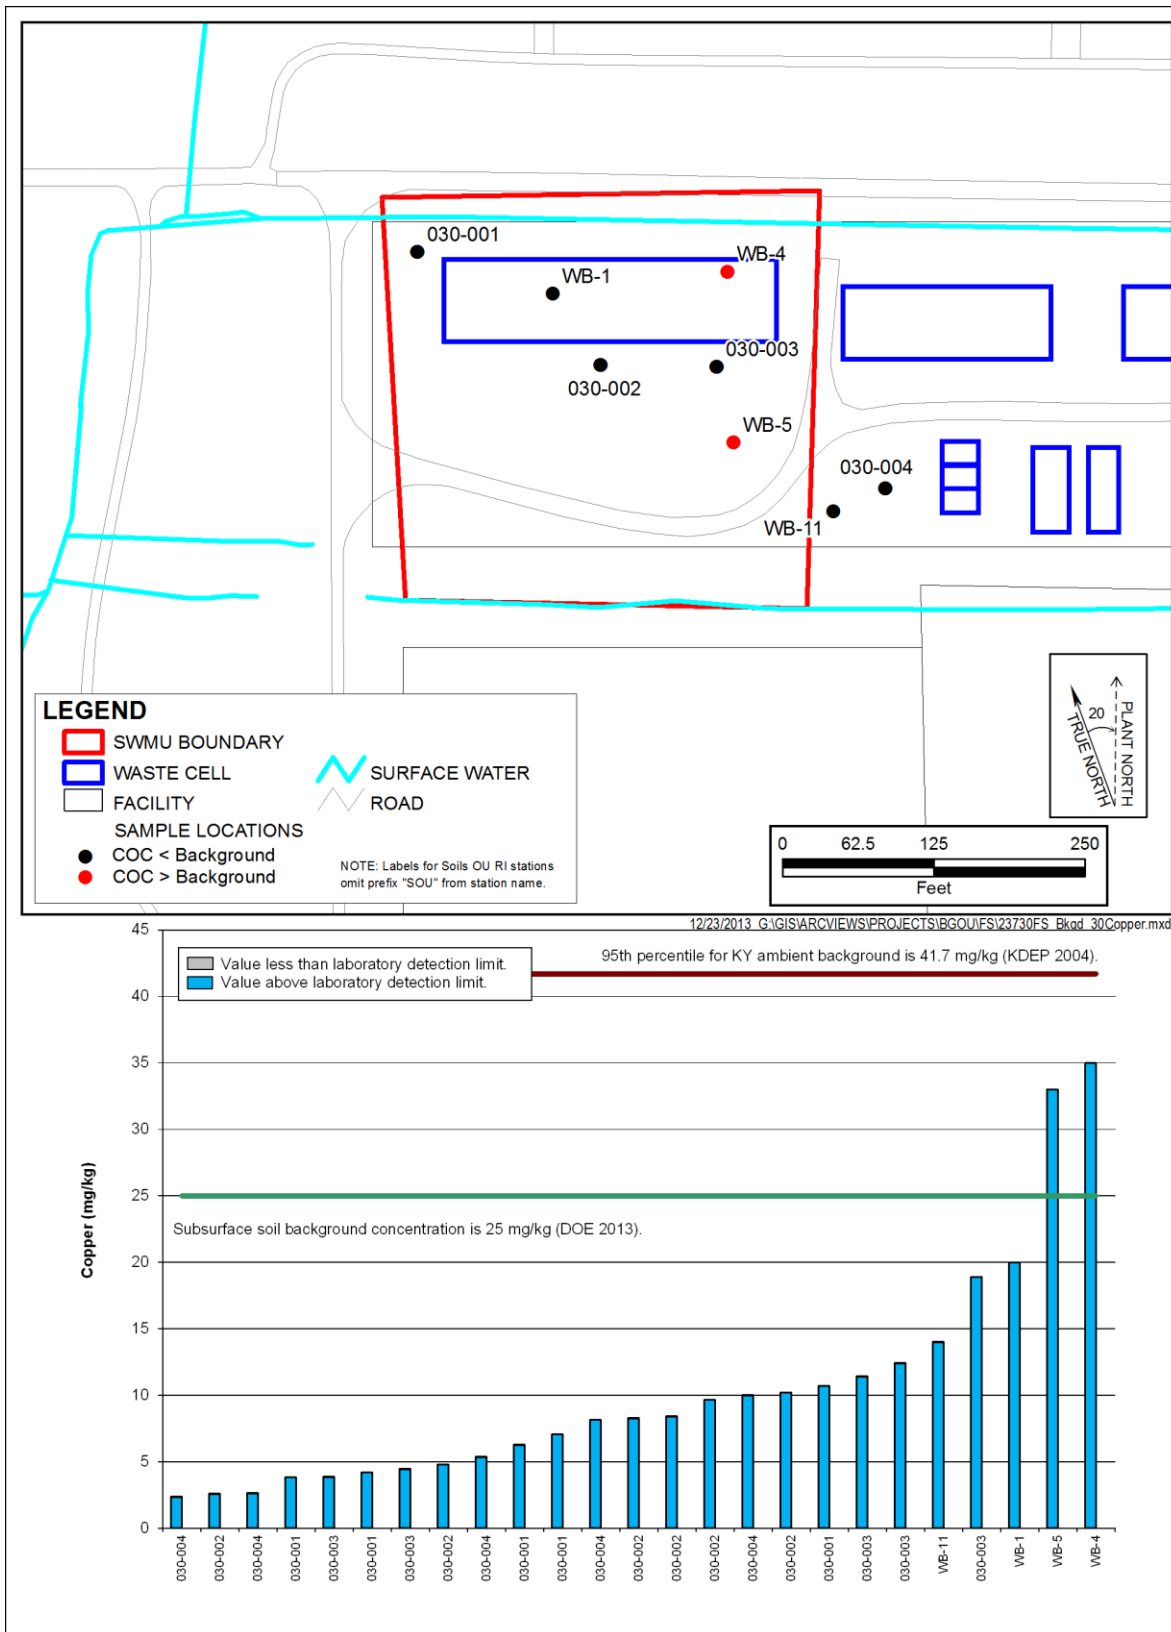 030-001
WB-4
WB-1
030-003
030-002
WB-5
030-004
WB-11
LEGEND
SWMU BOUNDARY
WASTE CELL
SURFACE WATER
FACILITY
ROAD
SAMPLE LOCATIONS
COC < Background
COC > Background
NOTE: Labels for Soils OU RI stations
omit prefix "SOU" from station name.
20
TRUE NORTH
PLANT NORTH
0 62.5 125 250
Feet
12/23/2013 G:\GIS\ARCVIEWS\PROJECTS\BGOU\FS\23730FS_Bkgd_30Copper.mxd
Value less than laboratory detection limit.
Value above laboratory detection limit.
95th percentile for KY ambient background is 41.7 mg/kg (KDEP 2004).
Subsurface soil background concentration is 25 mg/kg (DOE 2013).
Copper (mg/kg)
45
40
35
30
25
20
15
10
5
0
030-004
030-002
030-004
030-001
030-003
030-001
030-003
030-002
030-004
030-001
030-001
030-004
030-002
030-002
030-002
030-004
030-002
030-001
030-003
030-003
WB-11
030-003
WB-1
WB-5
WB-4